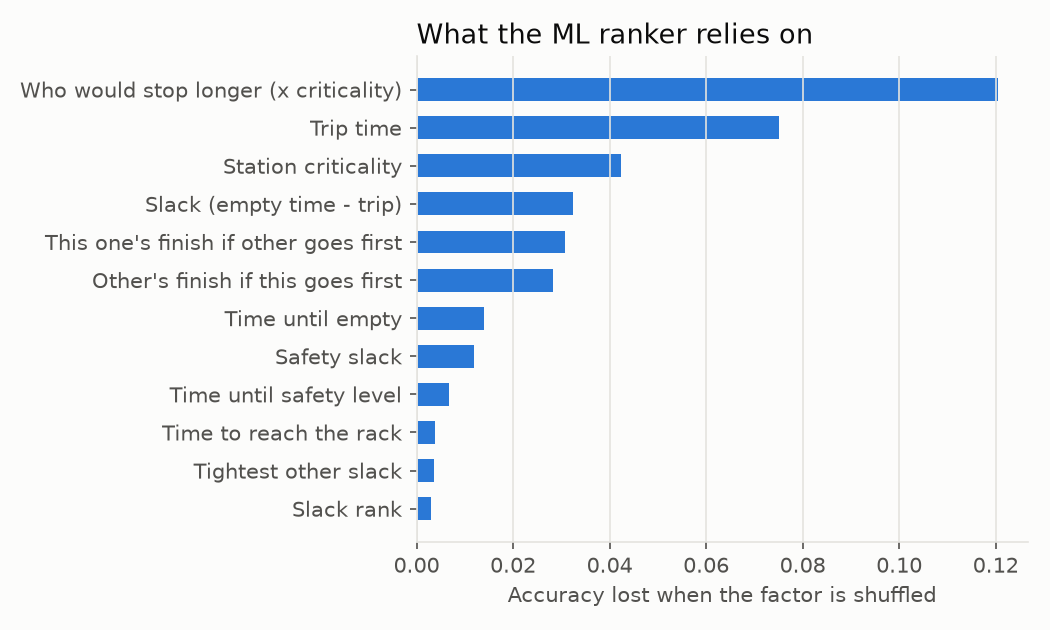 What the ML ranker relies on
Who would stop longer (x criticality)
Trip time
Station criticality
Slack (empty time - trip)
This one's finish if other goes first
Other's finish if this goes first
Time until empty
Safety slack
Time until safety level
Time to reach the rack
Tightest other slack
Slack rank
0.00 0.02 0.04 0.06 0.08 0.10 0.12
Accuracy lost when the factor is shuffled